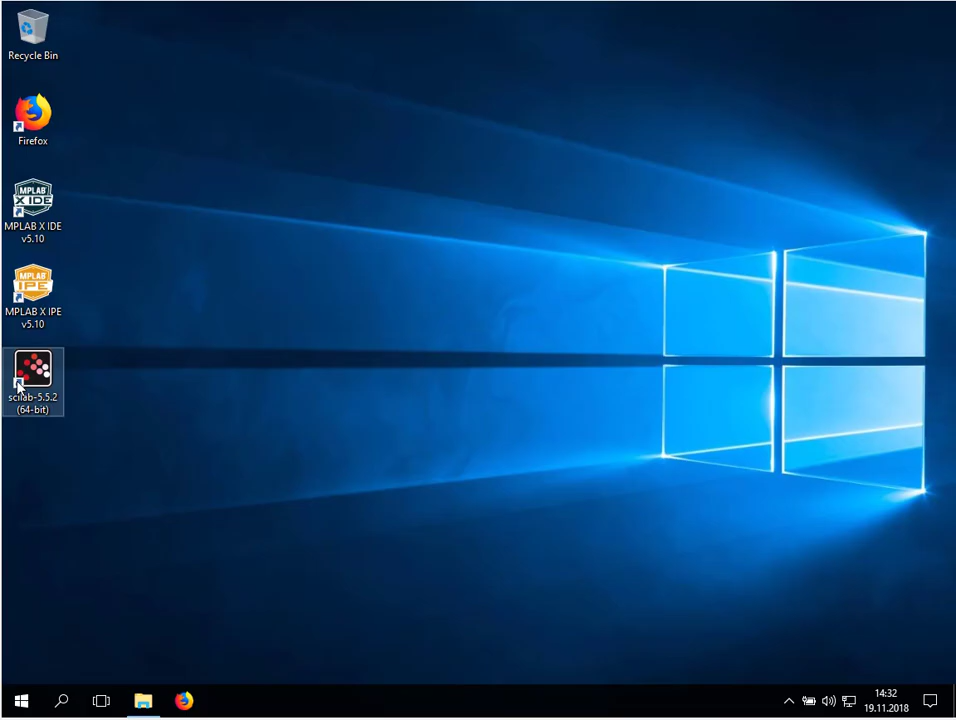 Recycle Bin
Firefox
MPLAB
X IDE
MPLAB X IDE
v5.10
MPLAB
IPE
MPLAB X IPE
v5.10
scilab-5.5.2
(64-bit)
14:32
19.11.2018